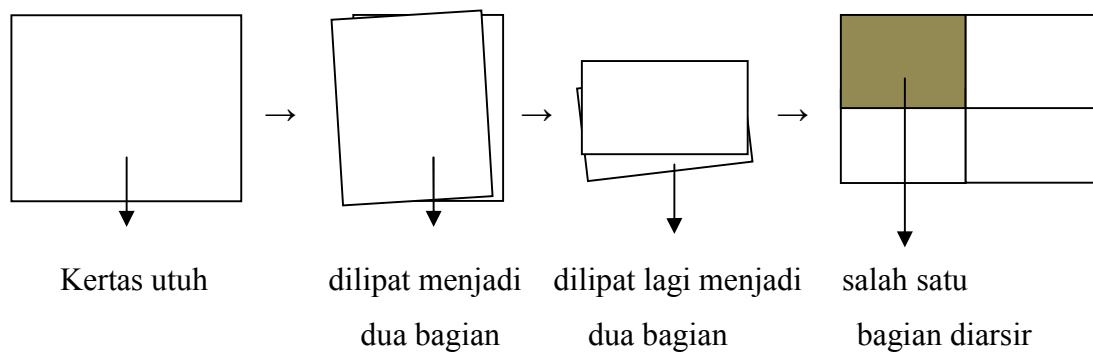 → → →
Kertas utuh dilipat menjadi dilipat lagi menjadi salah satu
dua bagian dua bagian bagian diarsir